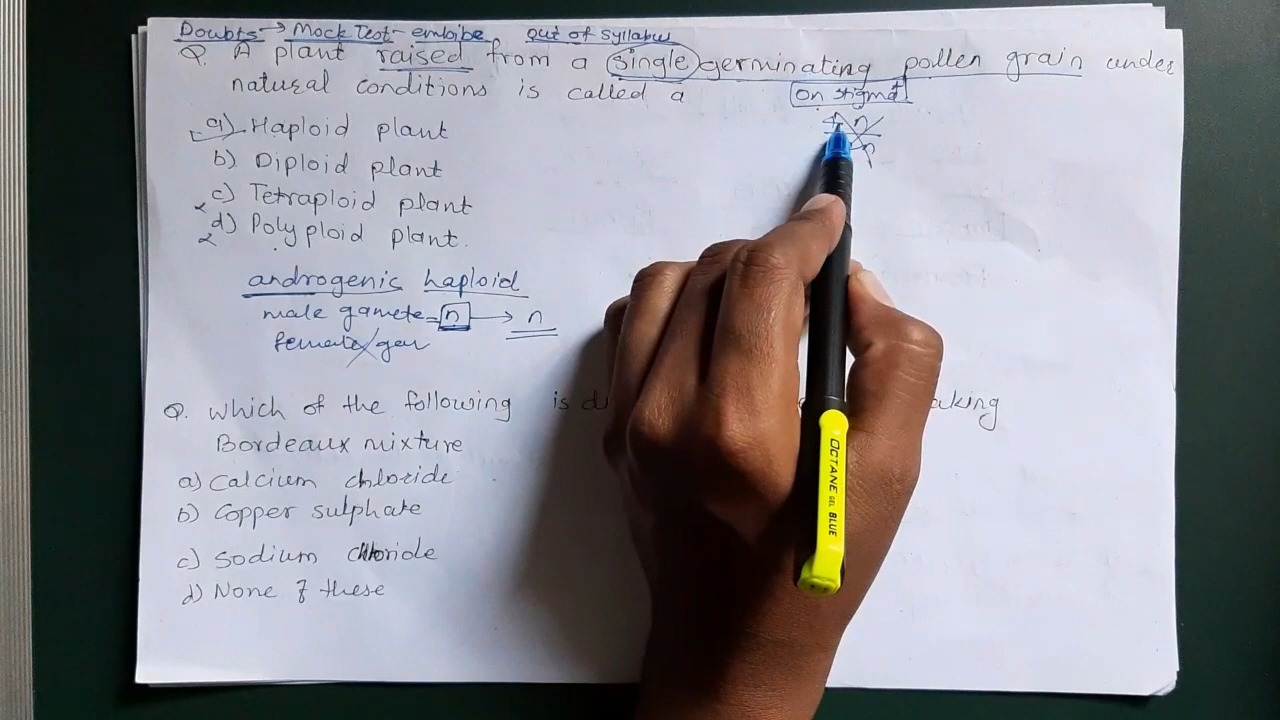 Doubts → Mock Test - embibe out of syllabus
Q. A plant raised from a single germinating pollen grain under
natural conditions is called a
on stigma
a) Haploid plant
b) Diploid plant
c) Tetraploid plant
d) Polyploid plant.
androgenic haploid
male gamete = n → n
female gen
Q. Which of the following is aking
Bordeaux mixture
a) Calcium chloride
b) Copper sulphate
c) Sodium chloride
d) None of these
OCTANE GEL BLUE